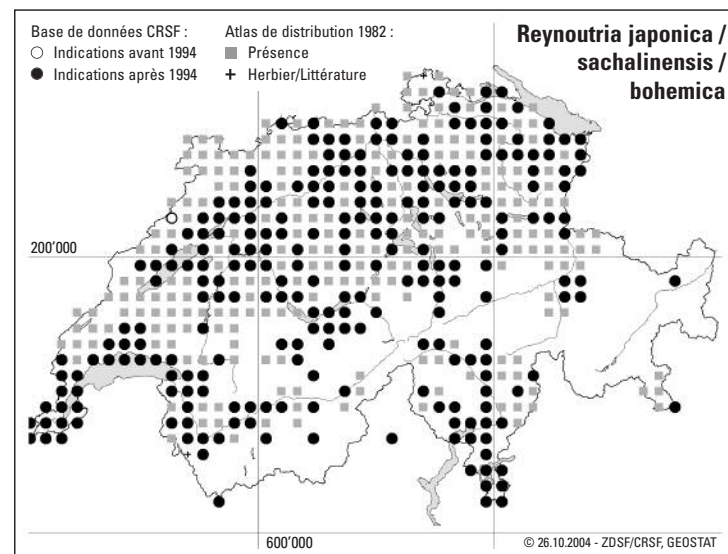 Base de données CRSF :
Indications avant 1994
Indications après 1994
Atlas de distribution 1982 :
Présence
Herbier/Littérature
Reynoutria japonica /
sachalinensis /
bohemica
200'000
600'000
© 26.10.2004 - ZDSF/CRSF, GEOSTAT